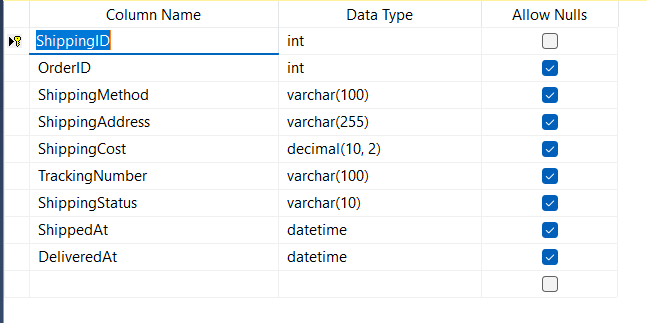 Column Name Data Type Allow Nulls
ShippingID int
OrderID int
ShippingMethod varchar(100)
ShippingAddress varchar(255)
ShippingCost decimal(10, 2)
TrackingNumber varchar(100)
ShippingStatus varchar(10)
ShippedAt datetime
DeliveredAt datetime